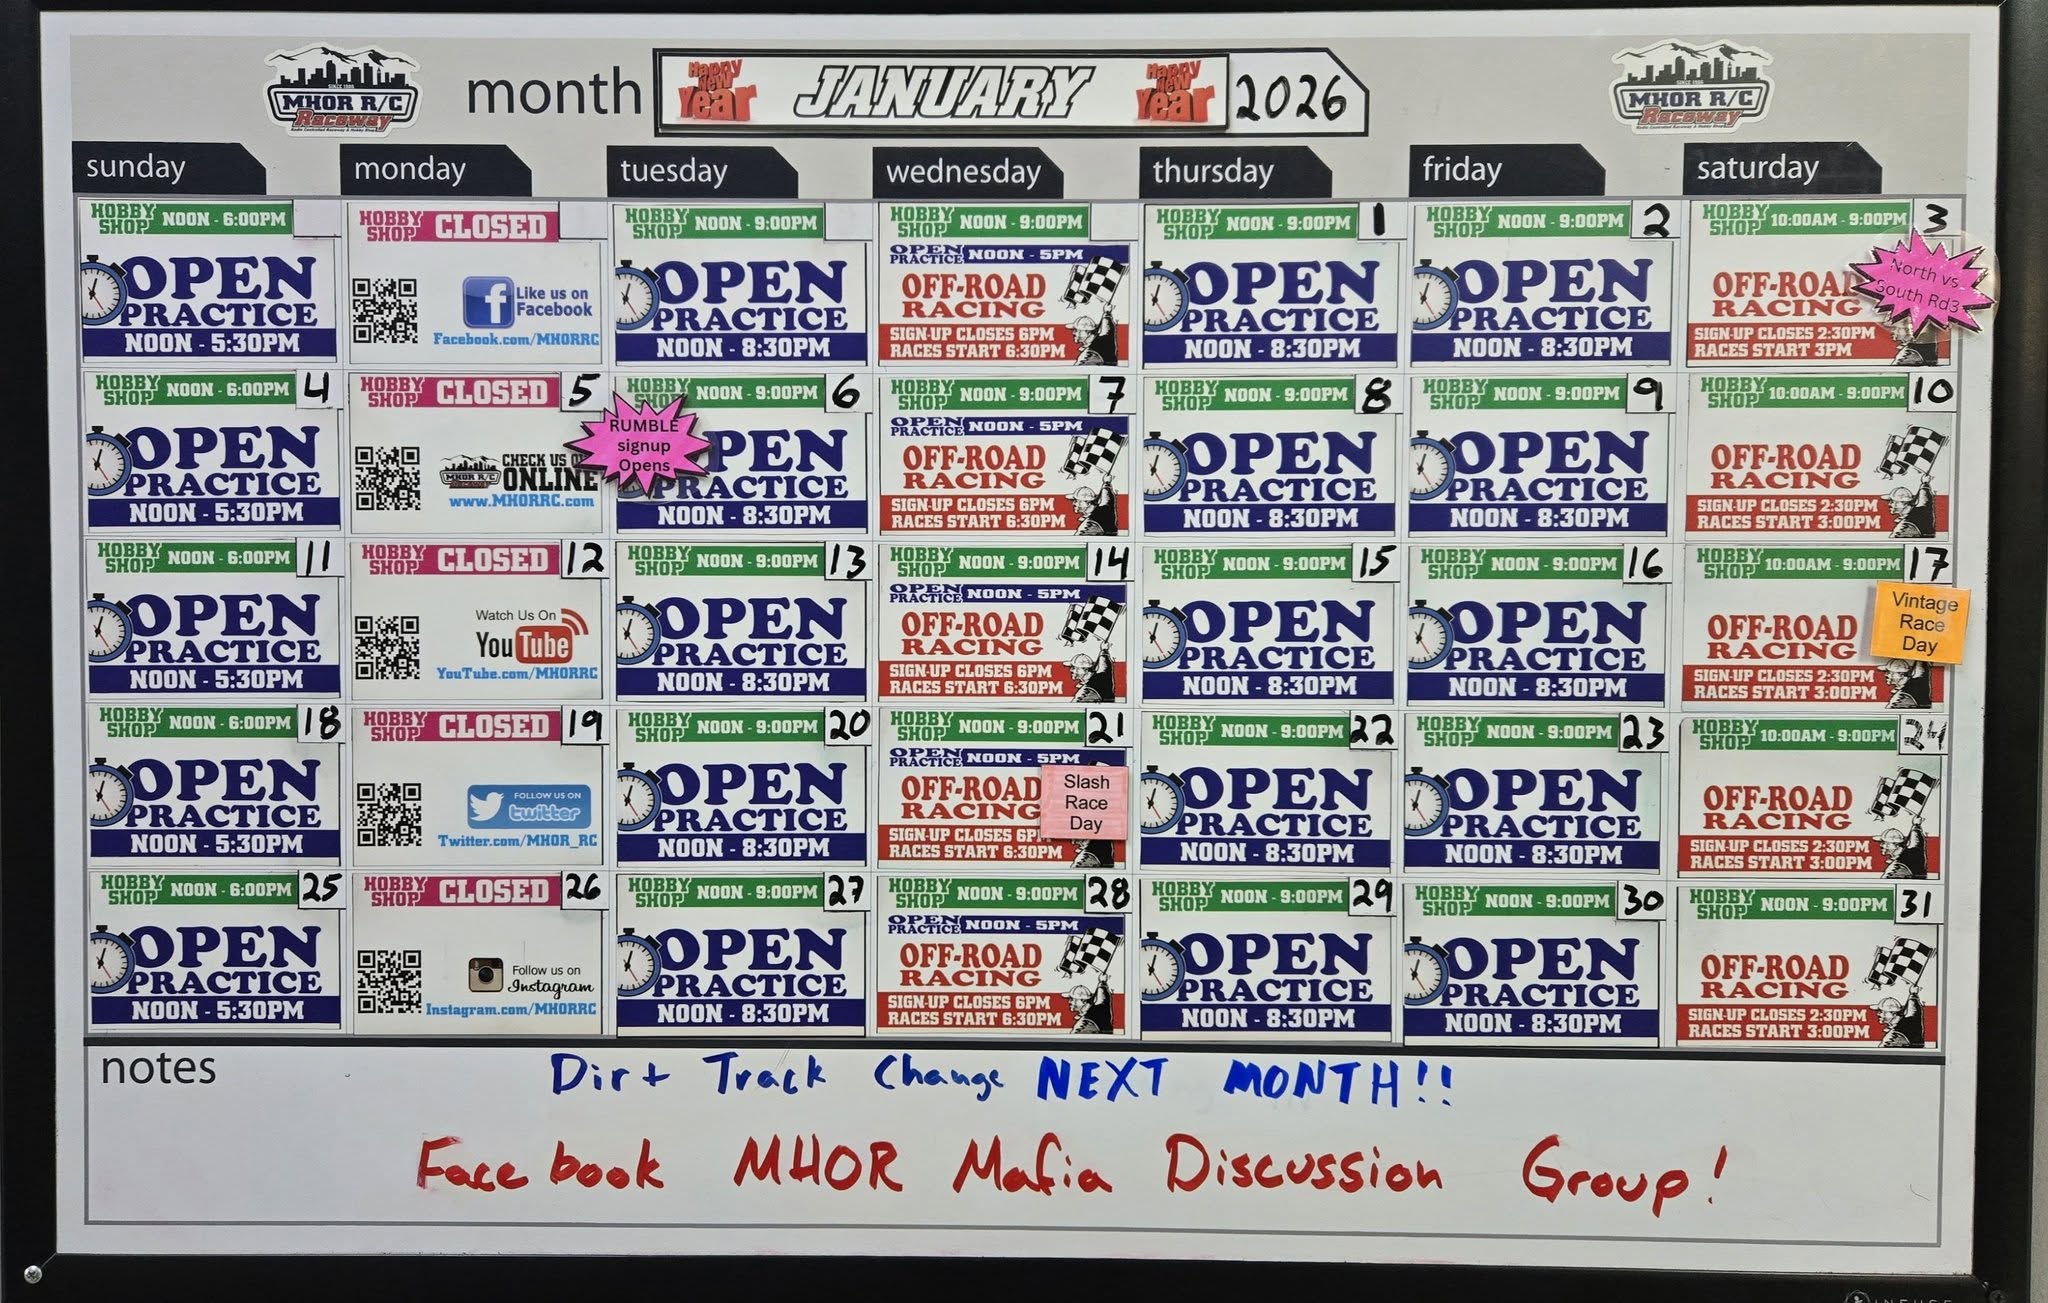 SINCE 1989
MHOR R/C
Raceway
Radio Controlled Raceway & Hobby Shop
month
Happy New Year
JANUARY
Happy New Year
2026
MHOR R/C
Raceway
Radio Controlled Raceway & Hobby Shop
sunday
monday
tuesday
wednesday
thursday
friday
saturday
HOBBY SHOP NOON - 6:00PM
OPEN
PRACTICE
NOON - 5:30PM
HOBBY SHOP CLOSED
Like us on
Facebook
Facebook.com/MHORRC
HOBBY SHOP NOON - 9:00PM
OPEN
PRACTICE
NOON - 8:30PM
HOBBY SHOP NOON - 9:00PM
OPEN PRACTICE NOON - 5PM
OFF-ROAD
RACING
SIGN-UP CLOSES 6PM
RACES START 6:30PM
HOBBY SHOP NOON - 9:00PM 1
OPEN
PRACTICE
NOON - 8:30PM
HOBBY SHOP NOON - 9:00PM 2
OPEN
PRACTICE
NOON - 8:30PM
HOBBY SHOP 10:00AM - 9:00PM 3
North vs.
South Rd3
OFF-ROAD
RACING
SIGN-UP CLOSES 2:30PM
RACES START 3PM
HOBBY SHOP NOON - 6:00PM 4
OPEN
PRACTICE
NOON - 5:30PM
HOBBY SHOP CLOSED 5
MHOR R/C
CHECK US O
ONLINE
www.MHORRC.com
HOBBY SHOP NOON - 9:00PM 6
RUMBLE
signup
Opens
PEN
PRACTICE
NOON - 8:30PM
HOBBY SHOP NOON - 9:00PM 7
OPEN PRACTICE NOON - 5PM
OFF-ROAD
RACING
SIGN-UP CLOSES 6PM
RACES START 6:30PM
HOBBY SHOP NOON - 9:00PM 8
OPEN
PRACTICE
NOON - 8:30PM
HOBBY SHOP NOON - 9:00PM 9
OPEN
PRACTICE
NOON - 8:30PM
HOBBY SHOP 10:00AM - 9:00PM 10
OFF-ROAD
RACING
SIGN-UP CLOSES 2:30PM
RACES START 3:00PM
HOBBY SHOP NOON - 6:00PM 11
OPEN
PRACTICE
NOON - 5:30PM
HOBBY SHOP CLOSED 12
Watch Us On
YouTube
YouTube.com/MHORRC
HOBBY SHOP NOON - 9:00PM 13
OPEN
PRACTICE
NOON - 8:30PM
HOBBY SHOP NOON - 9:00PM 14
OPEN PRACTICE NOON - 5PM
OFF-ROAD
RACING
SIGN-UP CLOSES 6PM
RACES START 6:30PM
HOBBY SHOP NOON - 9:00PM 15
OPEN
PRACTICE
NOON - 8:30PM
HOBBY SHOP NOON - 9:00PM 16
OPEN
PRACTICE
NOON - 8:30PM
HOBBY SHOP 10:00AM - 9:00PM 17
Vintage
Race
Day
OFF-ROAD
RACING
SIGN-UP CLOSES 2:30PM
RACES START 3:00PM
HOBBY SHOP NOON - 6:00PM 18
OPEN
PRACTICE
NOON - 5:30PM
HOBBY SHOP CLOSED 19
FOLLOW US ON
twitter
Twitter.com/MHOR_RC
HOBBY SHOP NOON - 9:00PM 20
OPEN
PRACTICE
NOON - 8:30PM
HOBBY SHOP NOON - 9:00PM 21
OPEN PRACTICE NOON - 5PM
OFF-ROAD
RACING
Slash
Race
Day
SIGN-UP CLOSES 6P
RACES START 6:30PM
HOBBY SHOP NOON - 9:00PM 22
OPEN
PRACTICE
NOON - 8:30PM
HOBBY SHOP NOON - 9:00PM 23
OPEN
PRACTICE
NOON - 8:30PM
HOBBY SHOP 10:00AM - 9:00PM 24
OFF-ROAD
RACING
SIGN-UP CLOSES 2:30PM
RACES START 3:00PM
HOBBY SHOP NOON - 6:00PM 25
OPEN
PRACTICE
NOON - 5:30PM
HOBBY SHOP CLOSED 26
Follow us on
Instagram
Instagram.com/MHORRC
HOBBY SHOP NOON - 9:00PM 27
OPEN
PRACTICE
NOON - 8:30PM
HOBBY SHOP NOON - 9:00PM 28
OPEN PRACTICE NOON - 5PM
OFF-ROAD
RACING
SIGN-UP CLOSES 6PM
RACES START 6:30PM
HOBBY SHOP NOON - 9:00PM 29
OPEN
PRACTICE
NOON - 8:30PM
HOBBY SHOP NOON - 9:00PM 30
OPEN
PRACTICE
NOON - 8:30PM
HOBBY SHOP NOON - 9:00PM 31
OFF-ROAD
RACING
SIGN-UP CLOSES 2:30PM
RACES START 3:00PM
notes
Dirt Track Change NEXT MONTH!!
Facebook MHOR Mafia Discussion Group!